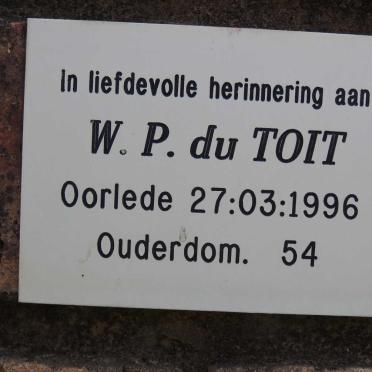 In liefdevolle herinnering aan
W. P. du TOIT
Oorlede 27:03:1996
Ouderdom. 54